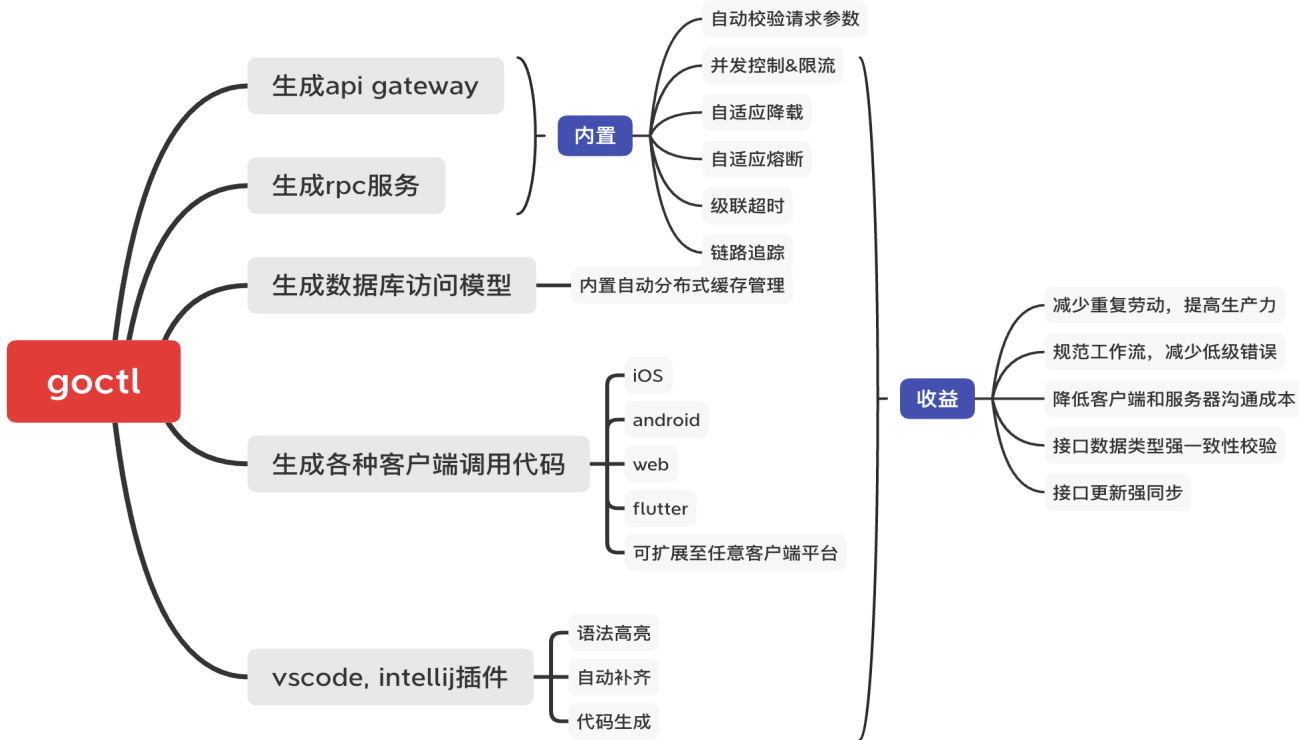 goctl
生成api gateway
生成rpc服务
内置
自动校验请求参数
并发控制&限流
自适应降载
自适应熔断
级联超时
链路追踪
生成数据库访问模型
内置自动分布式缓存管理
生成各种客户端调用代码
iOS
android
web
flutter
可扩展至任意客户端平台
vscode, intellij插件
语法高亮
自动补齐
代码生成
收益
减少重复劳动，提高生产力
规范工作流，减少低级错误
降低客户端和服务器沟通成本
接口数据类型强一致性校验
接口更新强同步